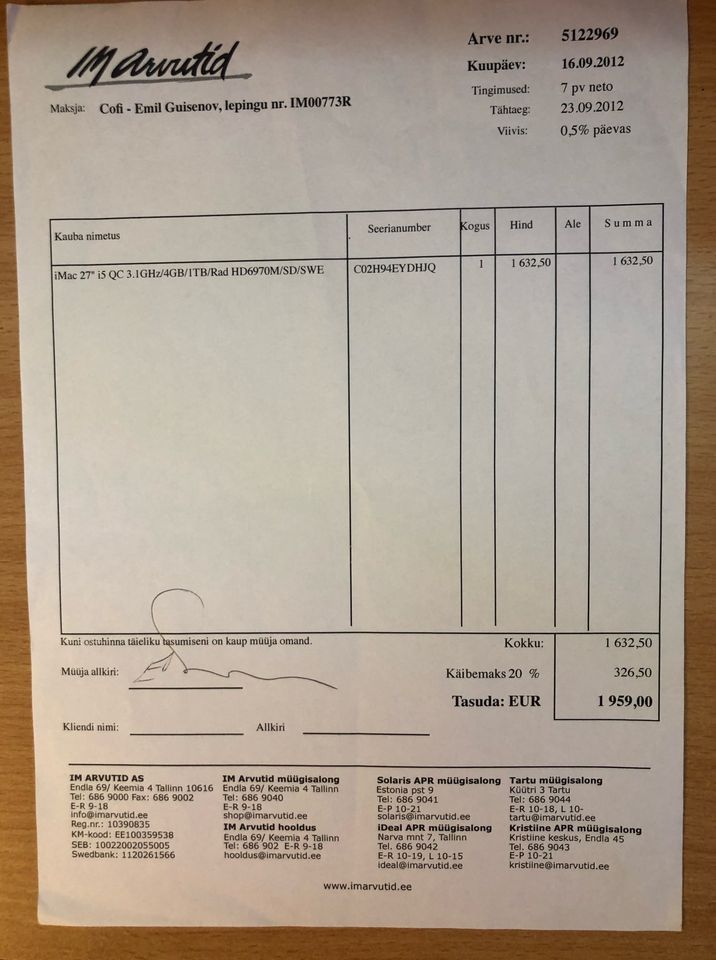 IM Arvutid
Arve nr.: 5122969
Kuupäev: 16.09.2012
Tingimused: 7 pv neto
Tähtaeg: 23.09.2012
Viivis: 0,5% päevas
Maksja: Cofi - Emil Guisenov, lepingu nr. IM00773R
Kauba nimetus Seerianumber Kogus Hind Ale Summa
iMac 27" i5 QC 3.1GHz/4GB/1TB/Rad HD6970M/SD/SWE C02H94EYDHJQ 1 1 632,50 1 632,50
Kuni ostuhinna täieliku tasumiseni on kaup müüja omand.
Kokku: 1 632,50
Müüja allkiri:
Käibemaks 20 % 326,50
Tasuda: EUR 1 959,00
Kliendi nimi: Allkiri
IM ARVUTID AS
Endla 69/ Keemia 4 Tallinn 10616
Tel: 686 9000 Fax: 686 9002
E-R 9-18
info@imarvutid.ee
Reg.nr.: 10390835
KM-kood: EE100359538
SEB: 10022002055005
Swedbank: 1120261566
IM Arvutid müügisalong
Endla 69/ Keemia 4 Tallinn
Tel: 686 9040
E-R 9-18
shop@imarvutid.ee
IM Arvutid hooldus
Endla 69/ Keemia 4 Tallinn
Tel: 686 902 E-R 9-18
hooldus@imarvutid.ee
Solaris APR müügisalong
Estonia pst 9
Tel: 686 9041
E-P 10-21
solaris@imarvutid.ee
iDeal APR müügisalong
Narva mnt 7, Tallinn
Tel. 686 9042
E-R 10-19, L 10-15
ideal@imarvutid.ee
Tartu müügisalong
Küütri 3 Tartu
Tel: 686 9044
E-R 10-18, L 10-
tartu@imarvutid.ee
Kristiine APR müügisalong
Kristiine keskus, Endla 45
Tel. 686 9043
E-P 10-21
kristiine@imarvutid.ee
www.imarvutid.ee